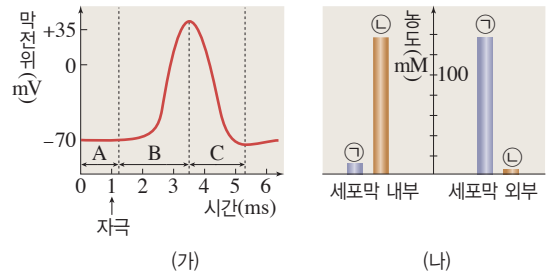 막전위(mV)
+35
0
-70
A B C
0 1 2 3 4 5 6
시간(ms)
자극
(가)
농도(mM)
100
㉠ ㉡ ㉠ ㉡
세포막 내부 세포막 외부
(나)